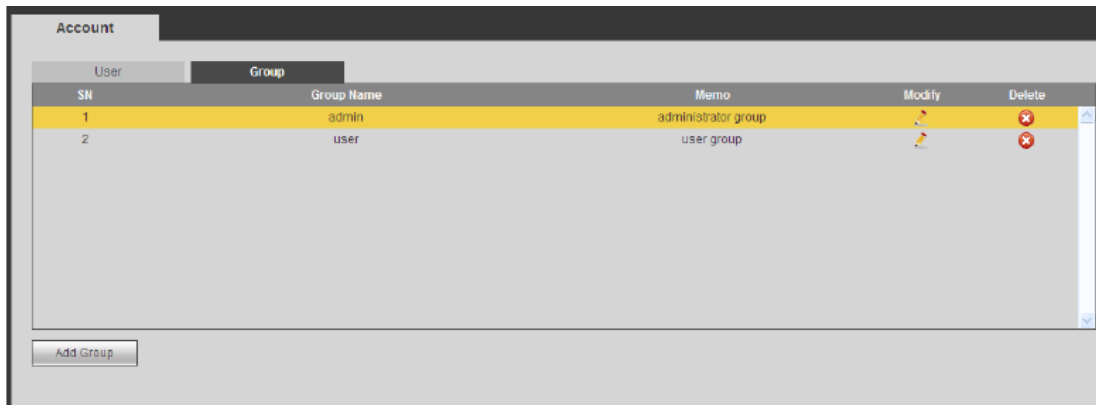 Account
User Group
SN Group Name Memo Modify Delete
1 admin administrator group
2 user user group
Add Group